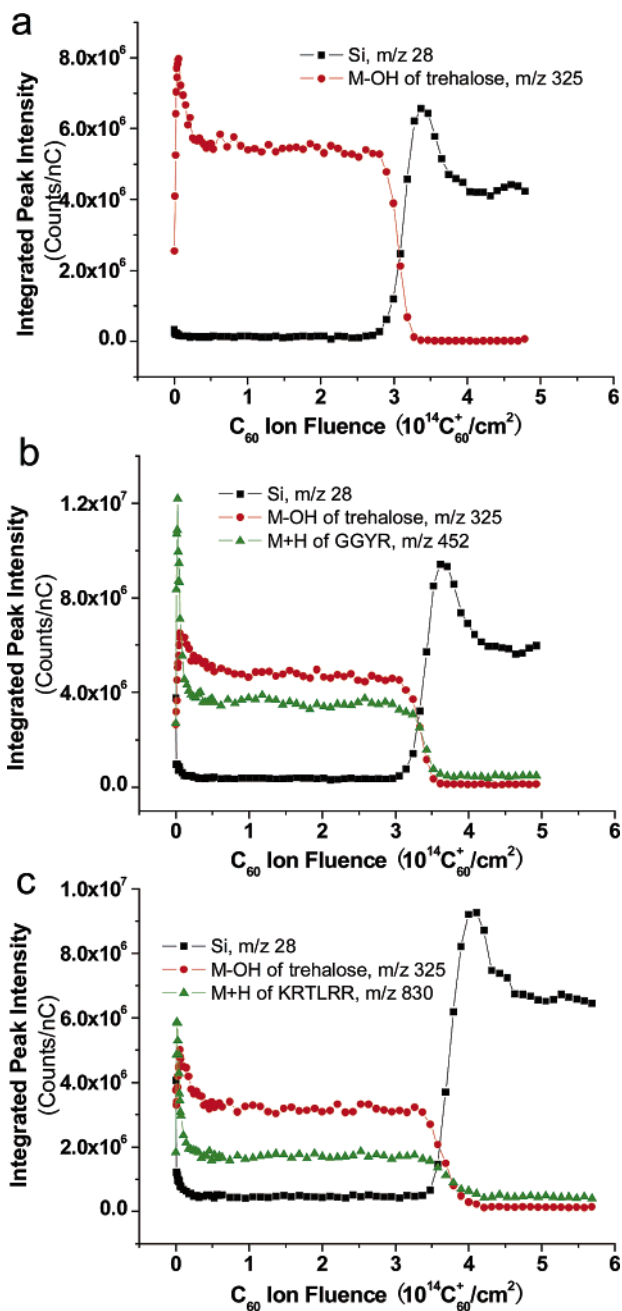 a
Si, m/z 28
M-OH of trehalose, m/z 325
8.0x10⁶
6.0x10⁶
4.0x10⁶
2.0x10⁶
0.0
Integrated Peak Intensity
(Counts/nC)
0 1 2 3 4 5 6
C₆₀ Ion Fluence (10¹⁴C₆₀⁺/cm²)
b
Si, m/z 28
M-OH of trehalose, m/z 325
M+H of GGYR, m/z 452
1.2x10⁷
8.0x10⁶
4.0x10⁶
0.0
Integrated Peak Intensity
(Counts/nC)
0 1 2 3 4 5 6
C₆₀ Ion Fluence (10¹⁴C₆₀⁺/cm²)
c
Si, m/z 28
M-OH of trehalose, m/z 325
M+H of KRTLRR, m/z 830
1.0x10⁷
8.0x10⁶
6.0x10⁶
4.0x10⁶
2.0x10⁶
0.0
Integrated Peak Intensity
(Counts/nC)
0 1 2 3 4 5 6
C₆₀ Ion Fluence (10¹⁴C₆₀⁺/cm²)